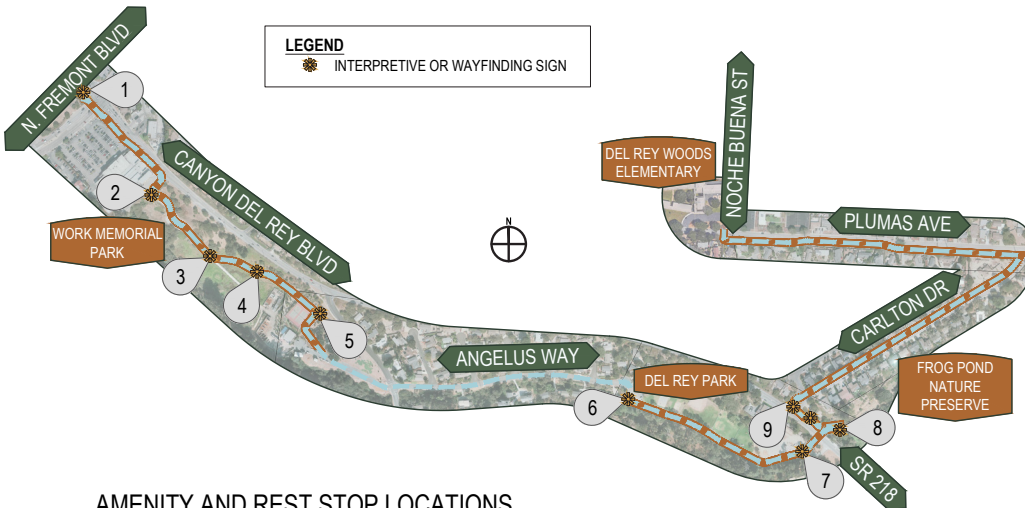 LEGEND
INTERPRETIVE OR WAYFINDING SIGN
N. FREMONT BLVD
1
CANYON DEL REY BLVD
2
WORK MEMORIAL
PARK
3
4
5
N
DEL REY WOODS
ELEMENTARY
NOCHE BUENA ST
PLUMAS AVE
CARLTON DR
ANGELUS WAY
DEL REY PARK
FROG POND
NATURE
PRESERVE
6
9
8
7
SR 218
AMENITY AND REST STOP LOCATIONS